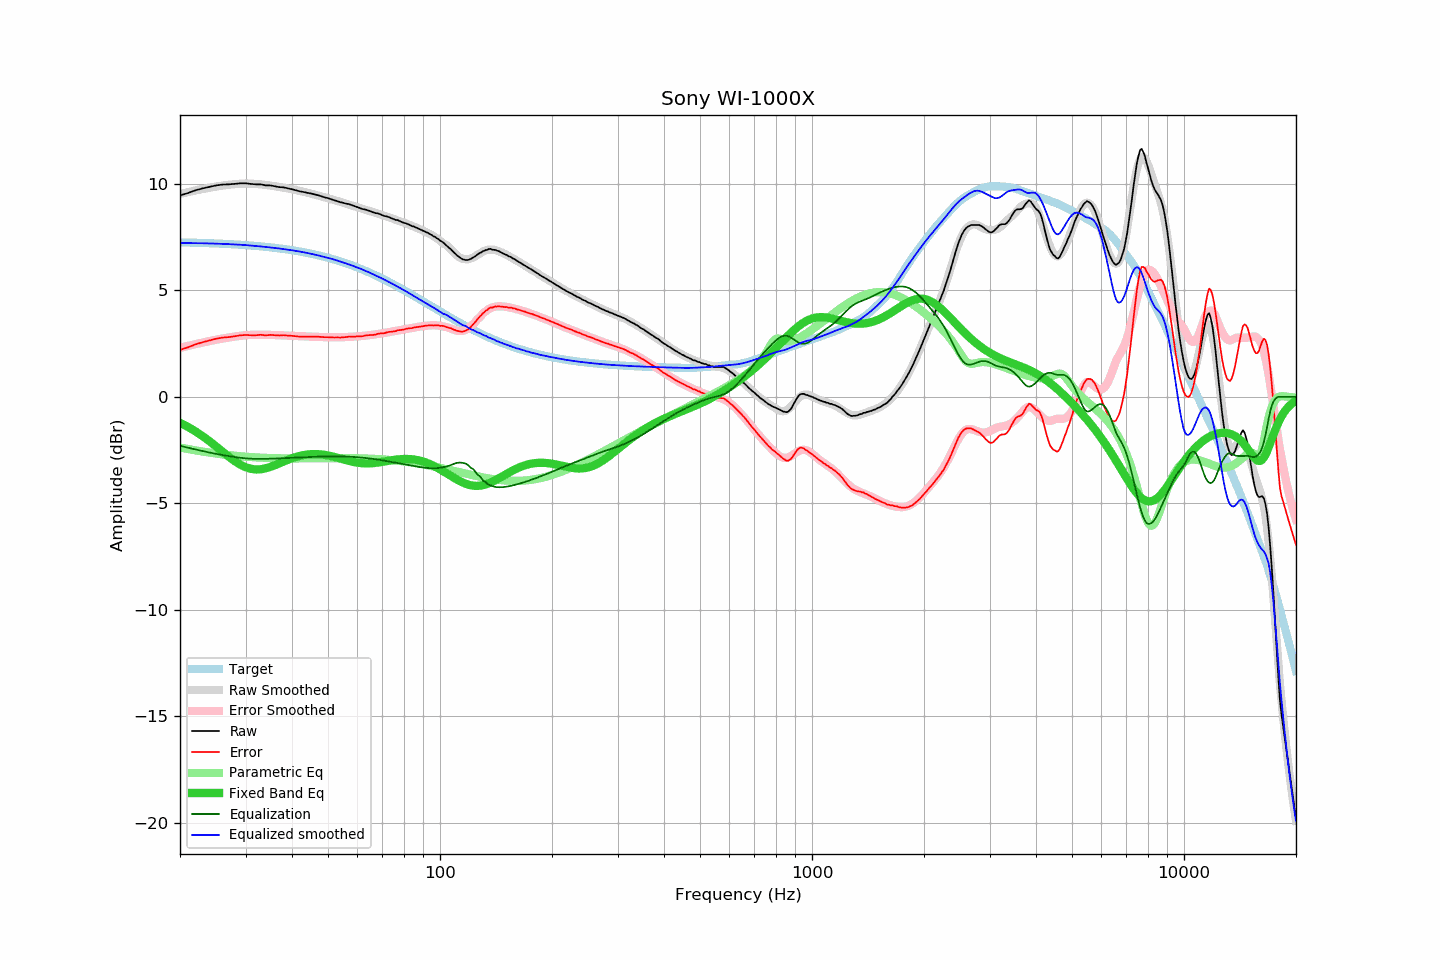 Sony WI-1000X
Amplitude (dBr)
10
5
0
−5
−10
−15
−20
Target
Raw Smoothed
Error Smoothed
Raw
Error
Parametric Eq
Fixed Band Eq
Equalization
Equalized smoothed
100
1000
10000
Frequency (Hz)